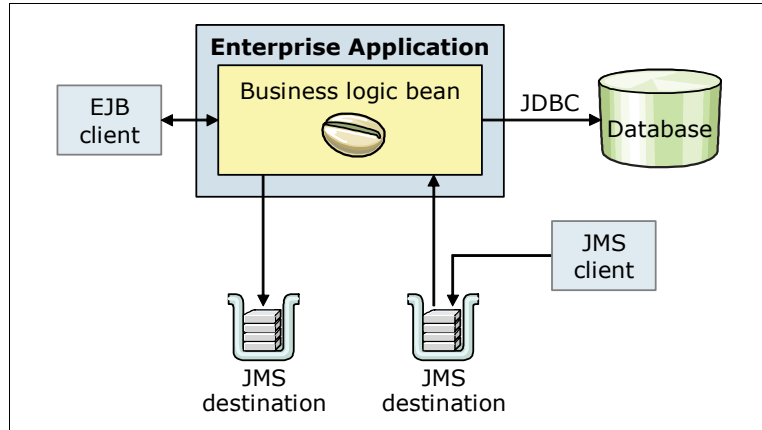 Enterprise Application
Business logic bean
EJB
client
JDBC
Database
JMS
client
JMS
destination
JMS
destination